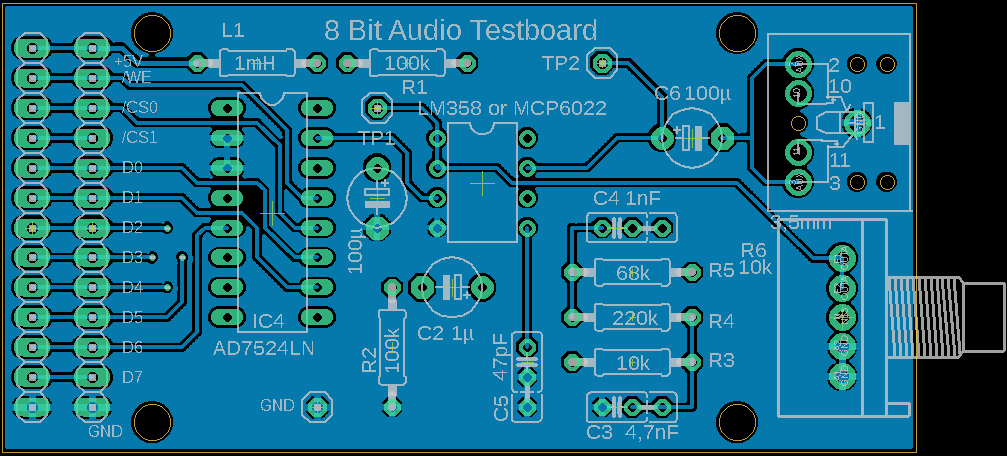 8 Bit Audio Testboard
L1
1mH
100k
R1
TP2
+5V
/WE
/CS0
/CS1
D0
D1
D2
D3
D4
D5
D6
D7
GND
LM358 or MCP6022
TP1
C6 100µ
2
10
1
11
3
3,5mm
100µ
C4 1nF
R6
10k
68k
R5
220k
R4
10k
R3
C3 4,7nF
IC4
AD7524LN
C2 1µ
R2
100k
47pF
C5
GND